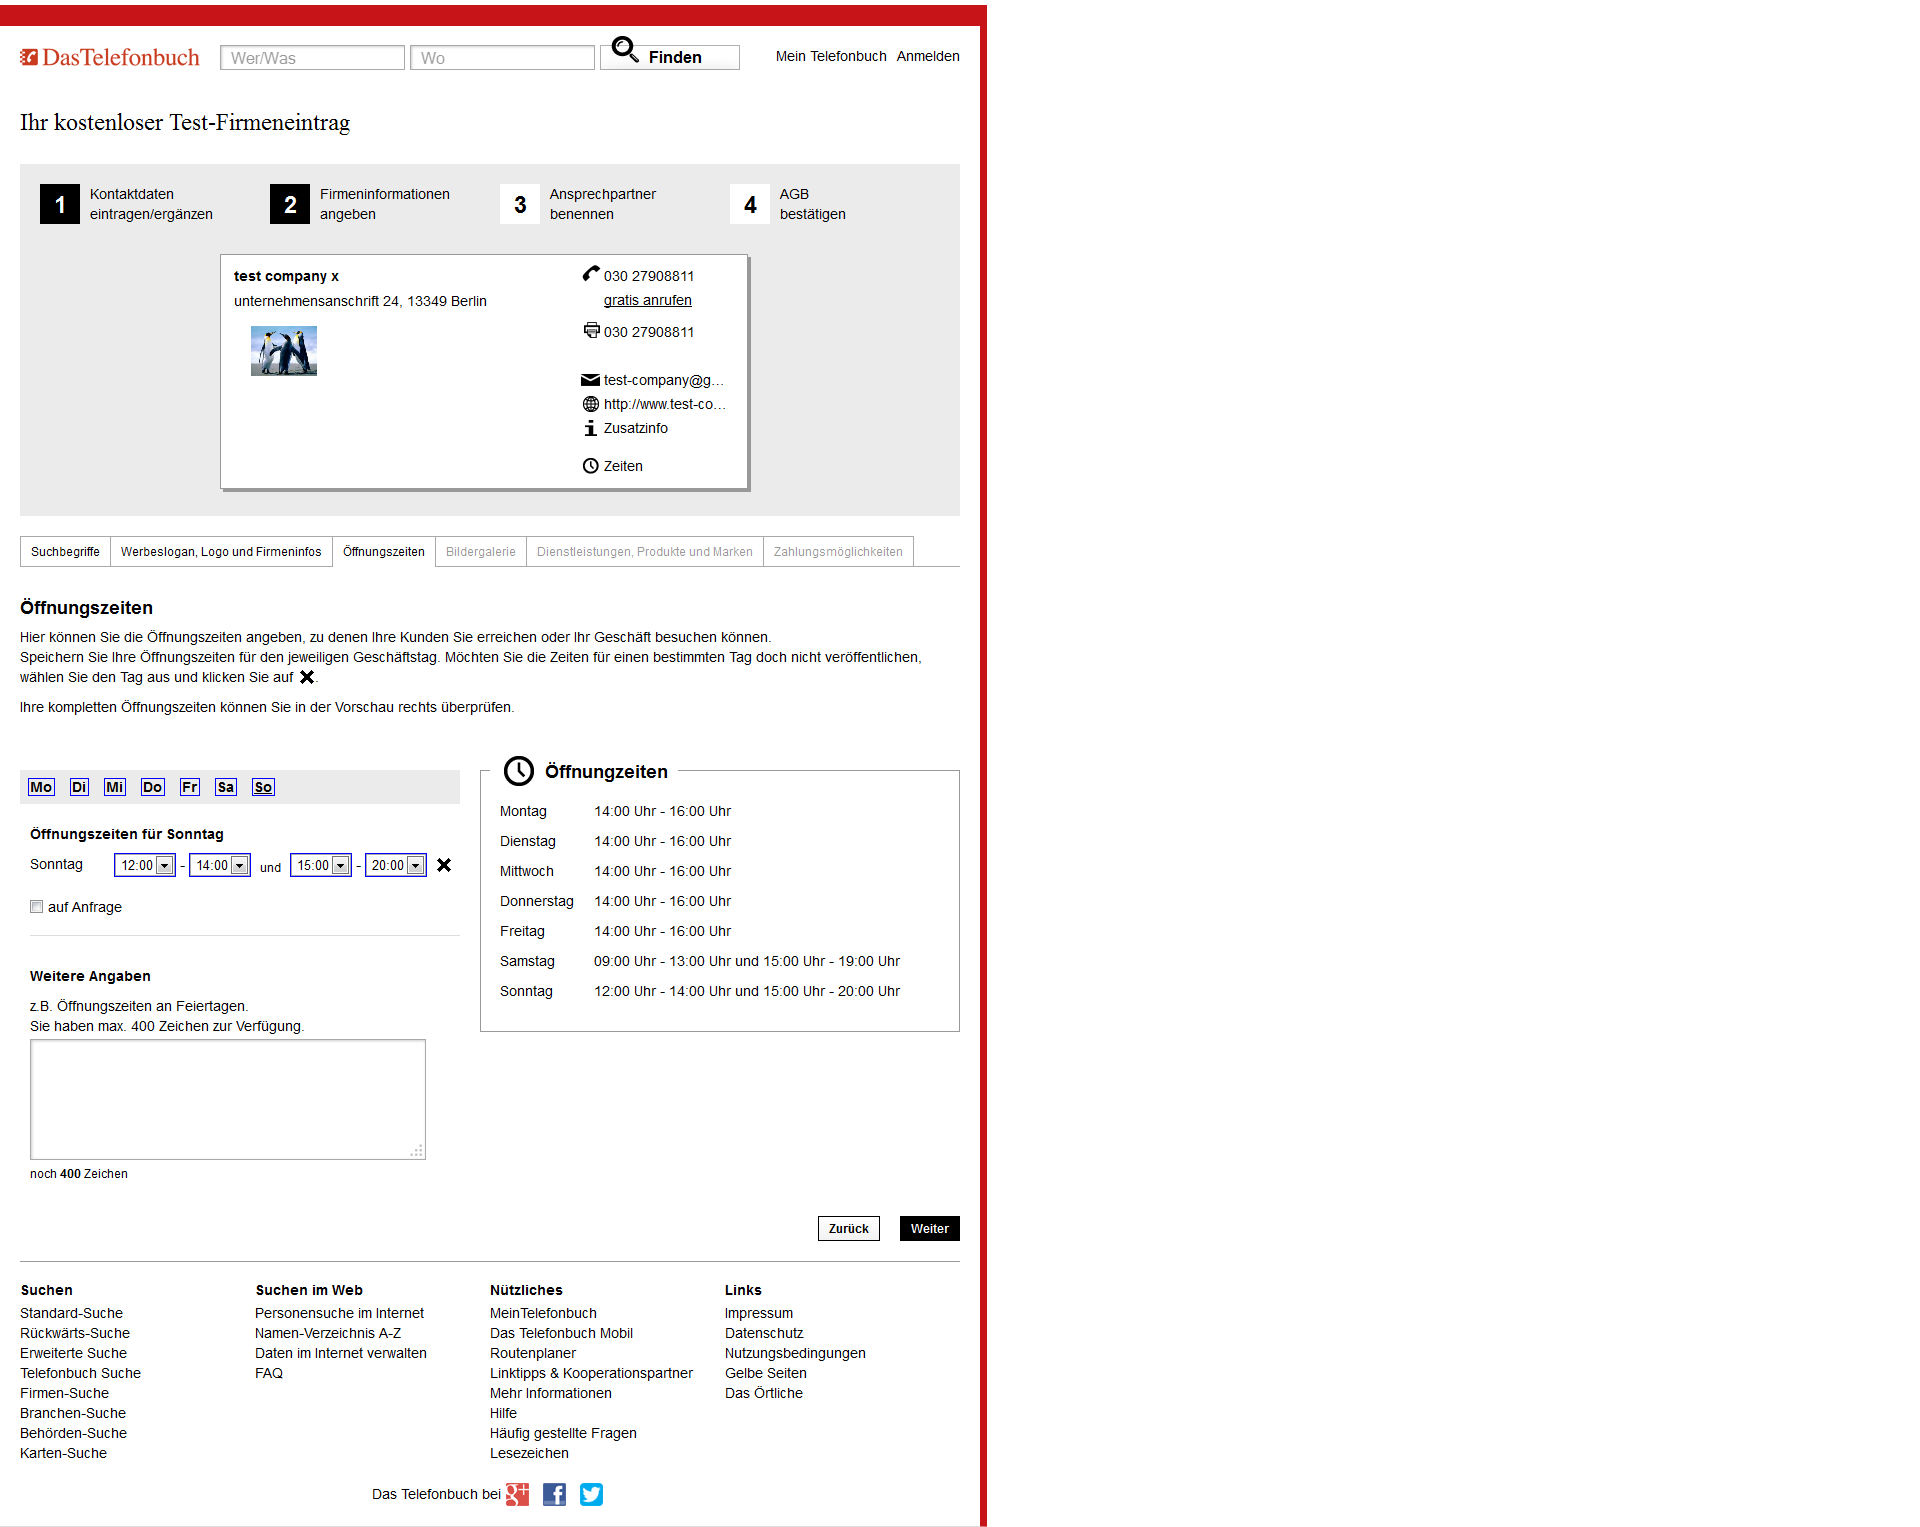 DasTelefonbuch Wer/Was Wo Finden Mein Telefonbuch Anmelden
Ihr kostenloser Test-Firmeneintrag
1 Kontaktdaten eintragen/ergänzen
2 Firmeninformationen angeben
3 Ansprechpartner benennen
4 AGB bestätigen
test company x
unternehmensanschrift 24, 13349 Berlin
030 27908811
gratis anrufen
030 27908811
test-company@g...
http://www.test-co...
Zusatzinfo
Zeiten
Suchbegriffe Werbeslogan, Logo und Firmeninfos Öffnungszeiten Bildergalerie Dienstleistungen, Produkte und Marken Zahlungsmöglichkeiten
Öffnungszeiten
Hier können Sie die Öffnungszeiten angeben, zu denen Ihre Kunden Sie erreichen oder Ihr Geschäft besuchen können.
Speichern Sie Ihre Öffnungszeiten für den jeweiligen Geschäftstag. Möchten Sie die Zeiten für einen bestimmten Tag doch nicht veröffentlichen,
wählen Sie den Tag aus und klicken Sie auf ✖.
Ihre kompletten Öffnungszeiten können Sie in der Vorschau rechts überprüfen.
Mo Di Mi Do Fr Sa So
Öffnungszeiten für Sonntag
Sonntag 12:00 - 14:00 und 15:00 - 20:00
auf Anfrage
Weitere Angaben
z.B. Öffnungszeiten an Feiertagen.
Sie haben max. 400 Zeichen zur Verfügung.
noch 400 Zeichen
Öffnungzeiten
Montag 14:00 Uhr - 16:00 Uhr
Dienstag 14:00 Uhr - 16:00 Uhr
Mittwoch 14:00 Uhr - 16:00 Uhr
Donnerstag 14:00 Uhr - 16:00 Uhr
Freitag 14:00 Uhr - 16:00 Uhr
Samstag 09:00 Uhr - 13:00 Uhr und 15:00 Uhr - 19:00 Uhr
Sonntag 12:00 Uhr - 14:00 Uhr und 15:00 Uhr - 20:00 Uhr
Zurück Weiter
Suchen
Standard-Suche
Rückwärts-Suche
Erweiterte Suche
Telefonbuch Suche
Firmen-Suche
Branchen-Suche
Behörden-Suche
Karten-Suche
Suchen im Web
Personensuche im Internet
Namen-Verzeichnis A-Z
Daten im Internet verwalten
FAQ
Nützliches
MeinTelefonbuch
Das Telefonbuch Mobil
Routenplaner
Linktipps & Kooperationspartner
Mehr Informationen
Hilfe
Häufig gestellte Fragen
Lesezeichen
Links
Impressum
Datenschutz
Nutzungsbedingungen
Gelbe Seiten
Das Örtliche
Das Telefonbuch bei